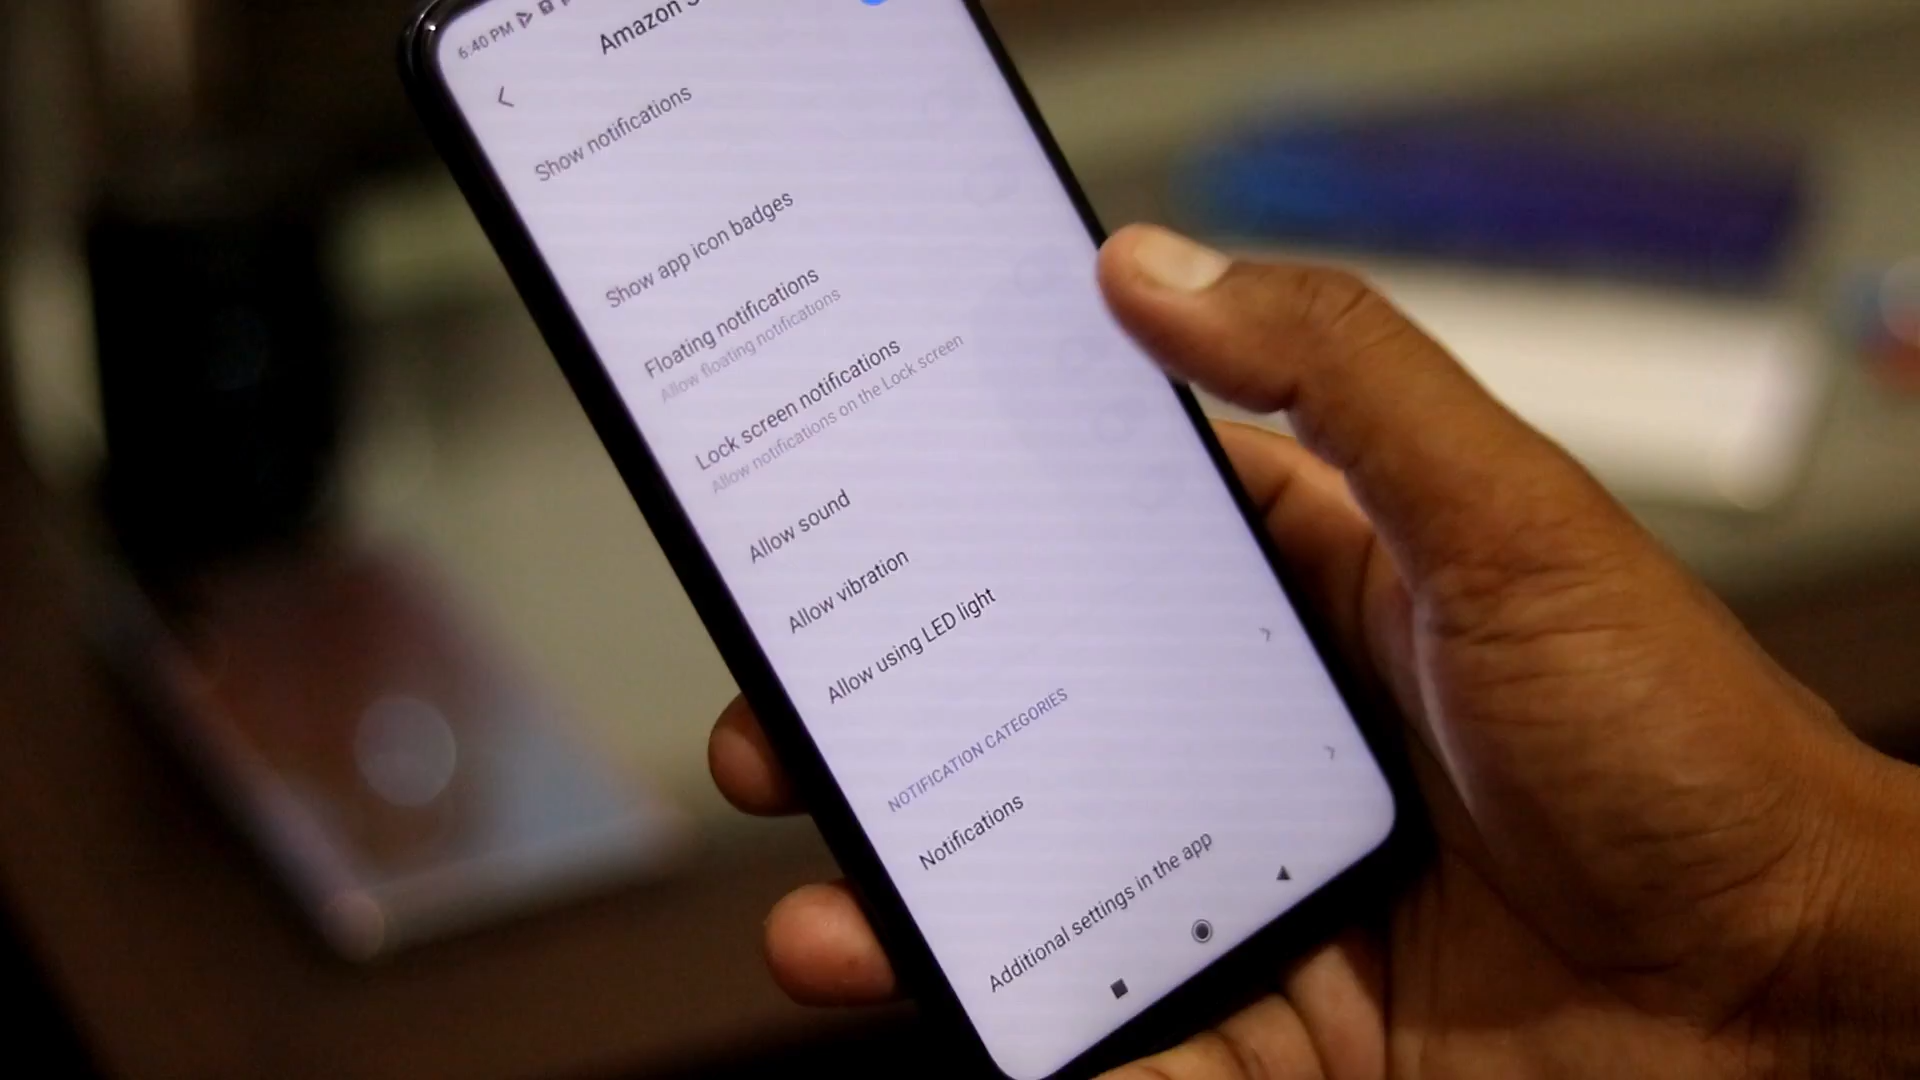 6:40 PM
Amazon
Show notifications
Show app icon badges
Floating notifications
Allow floating notifications
Lock screen notifications
Allow notifications on the Lock screen
Allow sound
Allow vibration
Allow using LED light
NOTIFICATION CATEGORIES
Notifications
Additional settings in the app